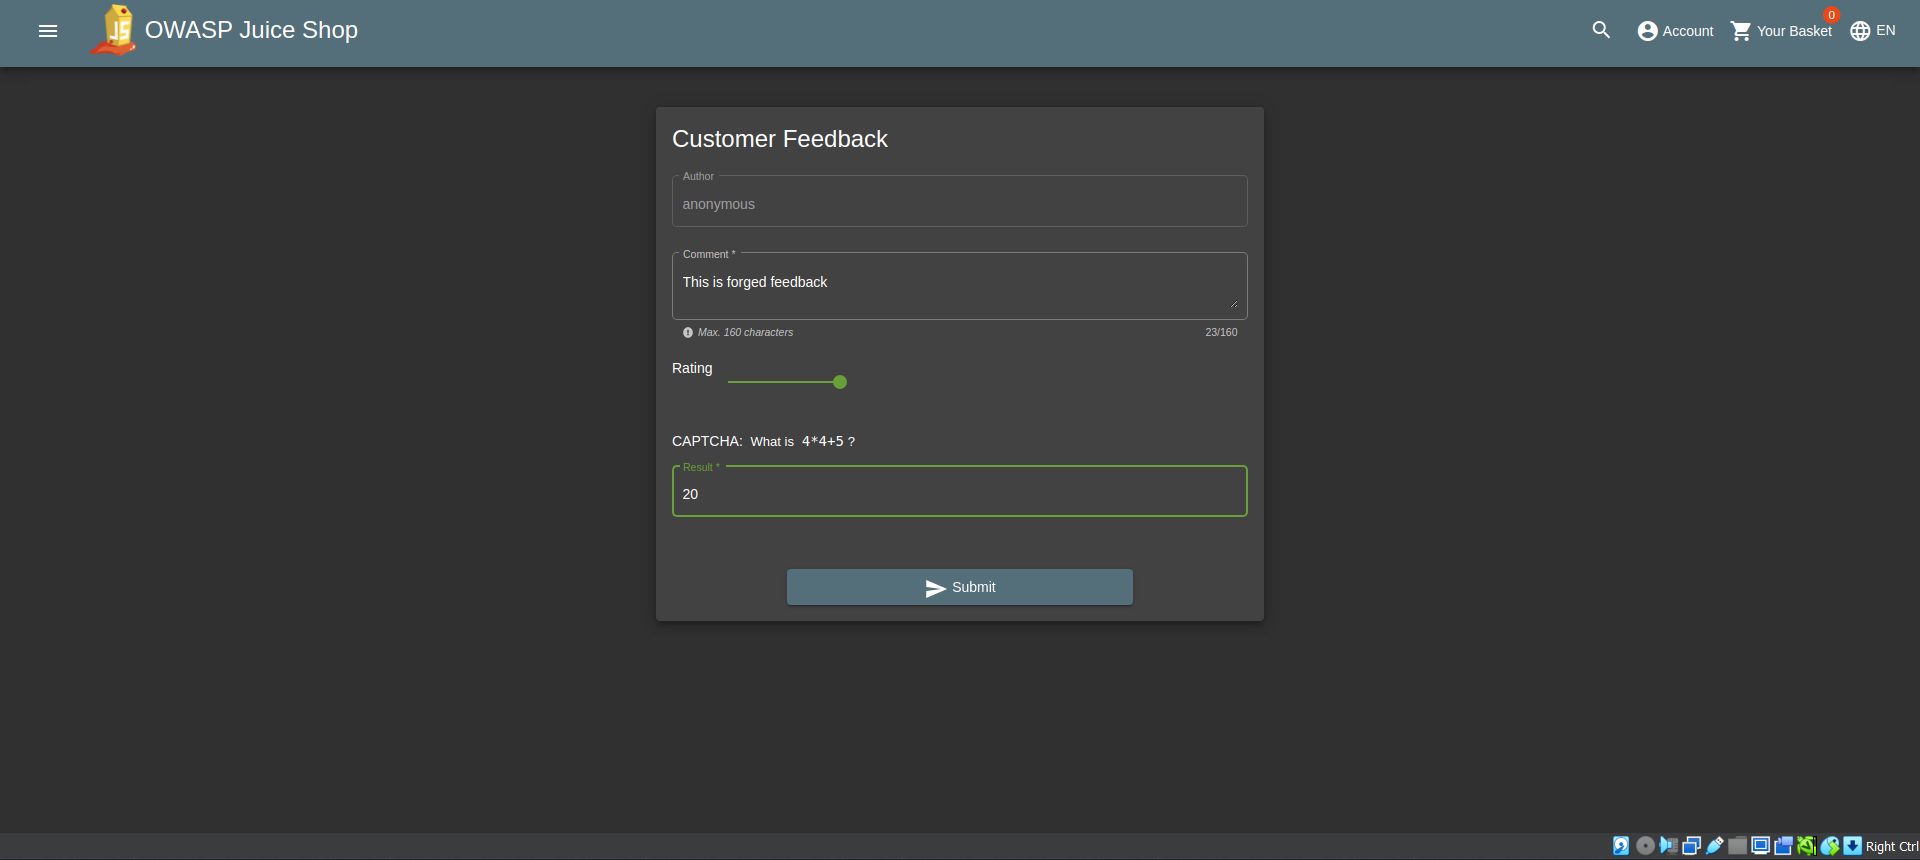 JS OWASP Juice Shop
Account
0
Your Basket
EN
Customer Feedback
Author
anonymous
Comment *
This is forged feedback
Max. 160 characters 23/160
Rating
CAPTCHA: What is 4*4+5 ?
Result *
20
Submit
Right Ctrl